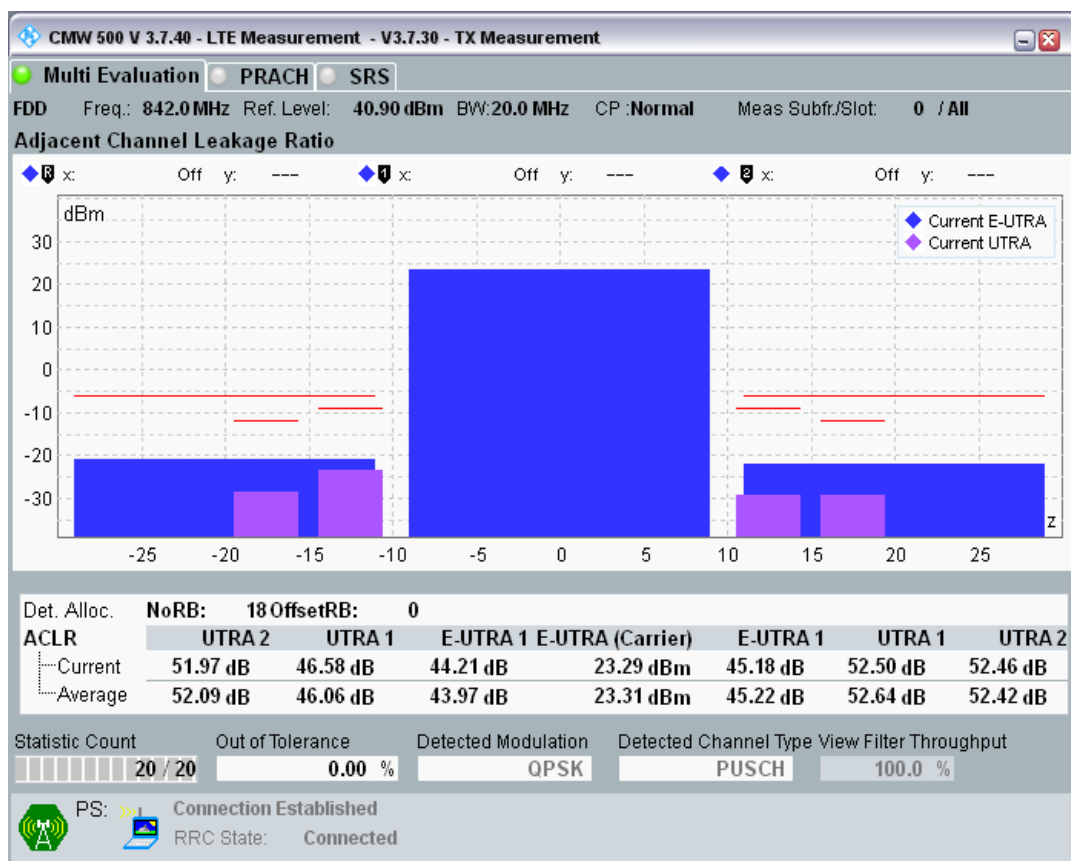 CMW 500 V 3.7.40 - LTE Measurement - V3.7.30 - TX Measurement
Multi Evaluation PRACH SRS
FDD Freq.: 842.0 MHz Ref. Level: 40.90 dBm BW:20.0 MHz CP :Normal Meas Subfr./Slot: 0 / All
Adjacent Channel Leakage Ratio
R x: Off y: --- 1 x: Off y: --- 2 x: Off y: ---
dBm
Current E-UTRA
Current UTRA
30
20
10
0
-10
-20
-30
z
-25 -20 -15 -10 -5 0 5 10 15 20 25
Det. Alloc. NoRB: 18 OffsetRB: 0
ACLR UTRA 2 UTRA 1 E-UTRA 1 E-UTRA (Carrier) E-UTRA 1 UTRA 1 UTRA 2
Current 51.97 dB 46.58 dB 44.21 dB 23.29 dBm 45.18 dB 52.50 dB 52.46 dB
Average 52.09 dB 46.06 dB 43.97 dB 23.31 dBm 45.22 dB 52.64 dB 52.42 dB
Statistic Count Out of Tolerance Detected Modulation Detected Channel Type View Filter Throughput
20 / 20 0.00 % QPSK PUSCH 100.0 %
PS: Connection Established
RRC State: Connected